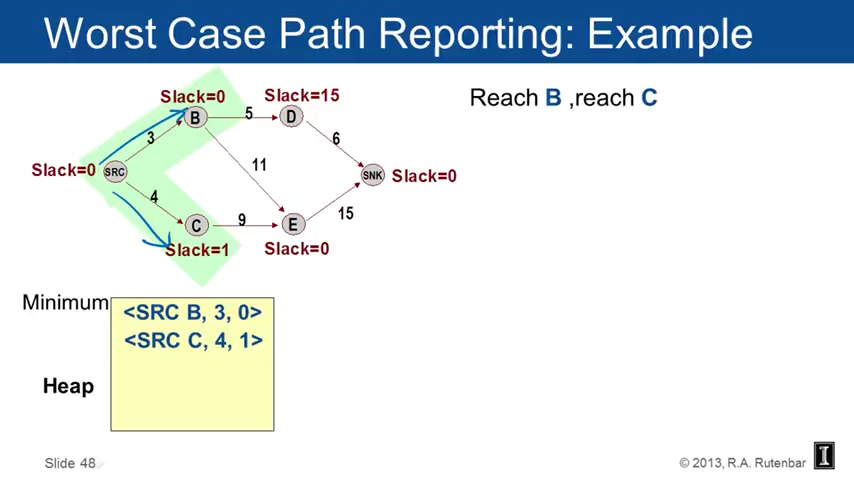 Worst Case Path Reporting: Example
Reach B ,reach C
Slack=0
Slack=15
B
5
D
3
6
Slack=0
SRC
11
SNK
Slack=0
4
15
C
9
E
Slack=1
Slack=0
Minimum
<SRC B, 3, 0>
<SRC C, 4, 1>
Heap
Slide 48
© 2013, R.A. Rutenbar
I